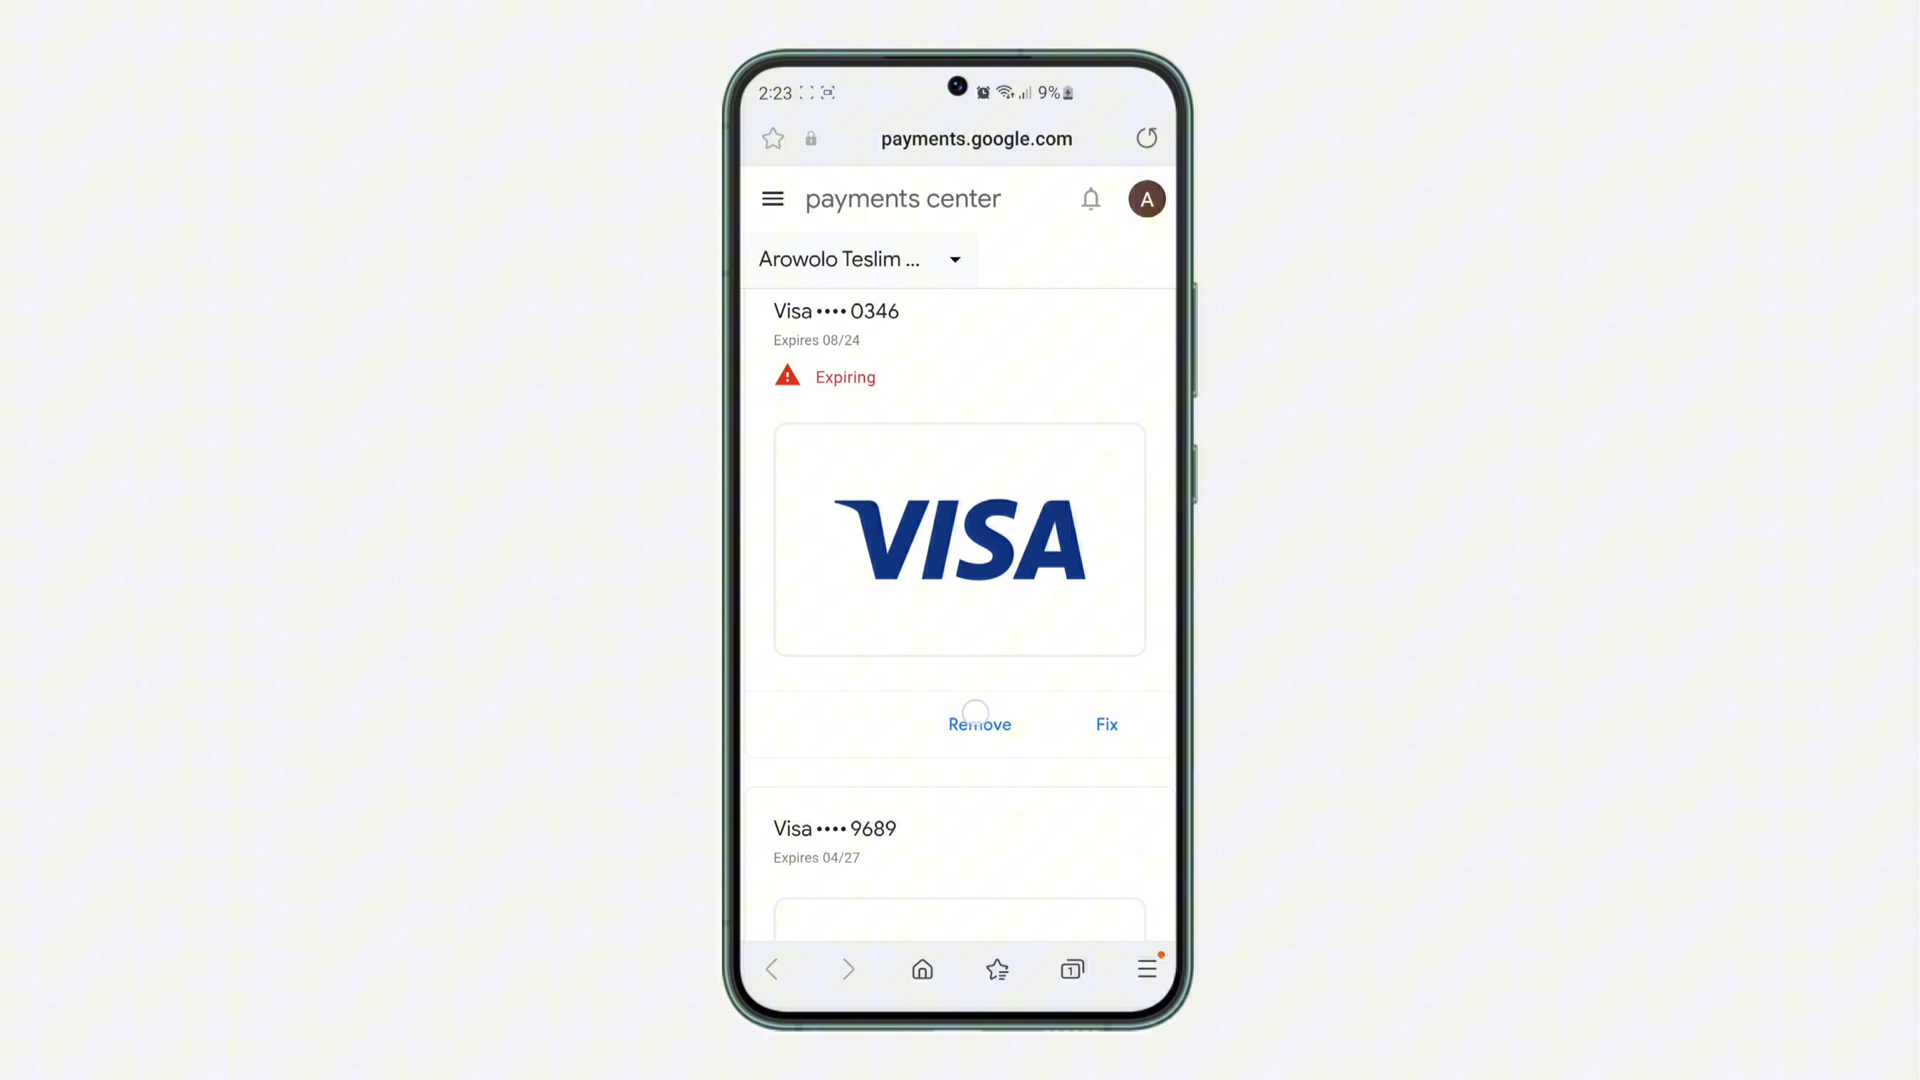 2:23
9%
payments.google.com
payments center
A
Arowolo Teslim ...
Visa •••• 0346
Expires 08/24
Expiring
VISA
Remove
Fix
Visa •••• 9689
Expires 04/27
1